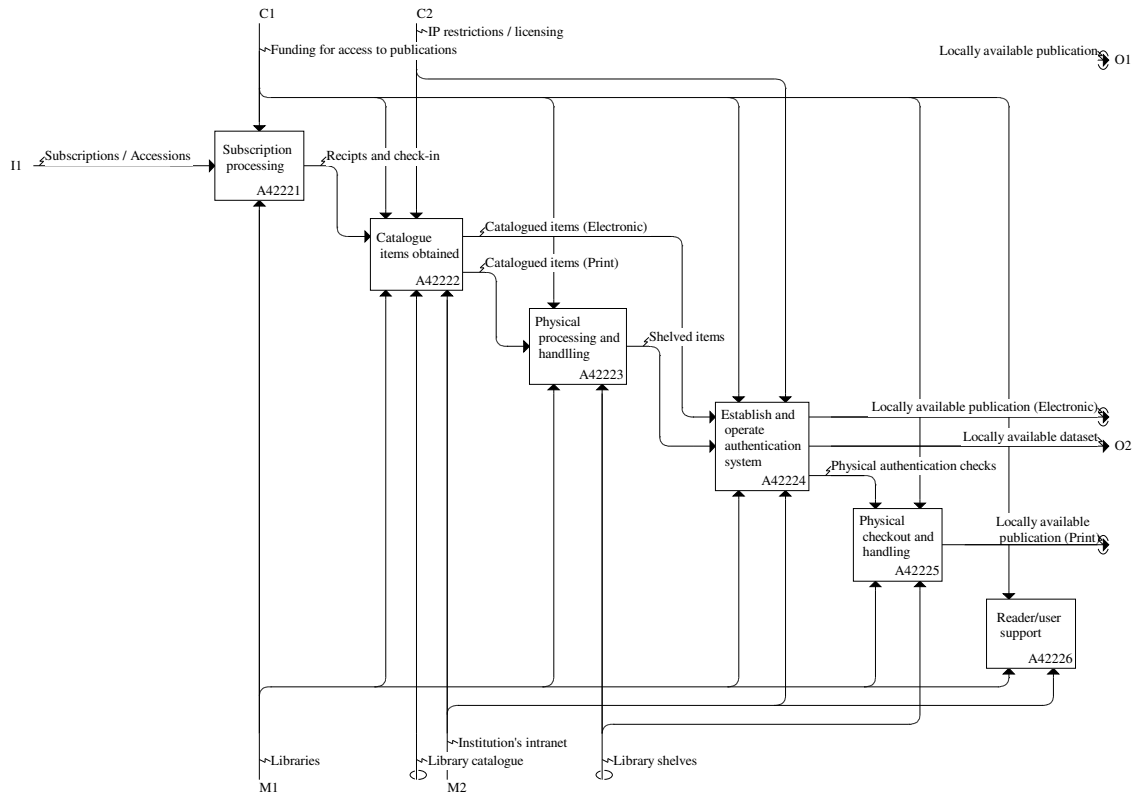 C1
C2
IP restrictions / licensing
Funding for access to publications
Locally available publication
O1
I1
Subscriptions / Accessions
Subscription
processing
A42221
Recipts and check-in
Catalogue
items obtained
A42222
Catalogued items (Electronic)
Catalogued items (Print)
Physical
processing and
handlling
A42223
Shelved items
Establish and
operate
authentication
system
A42224
Locally available publication (Electronic)
Locally available dataset
O2
Physical authentication checks
Physical
checkout and
handling
A42225
Locally available
publication (Print)
Reader/user
support
A42226
Institution's intranet
Libraries
Library catalogue
Library shelves
M1
M2